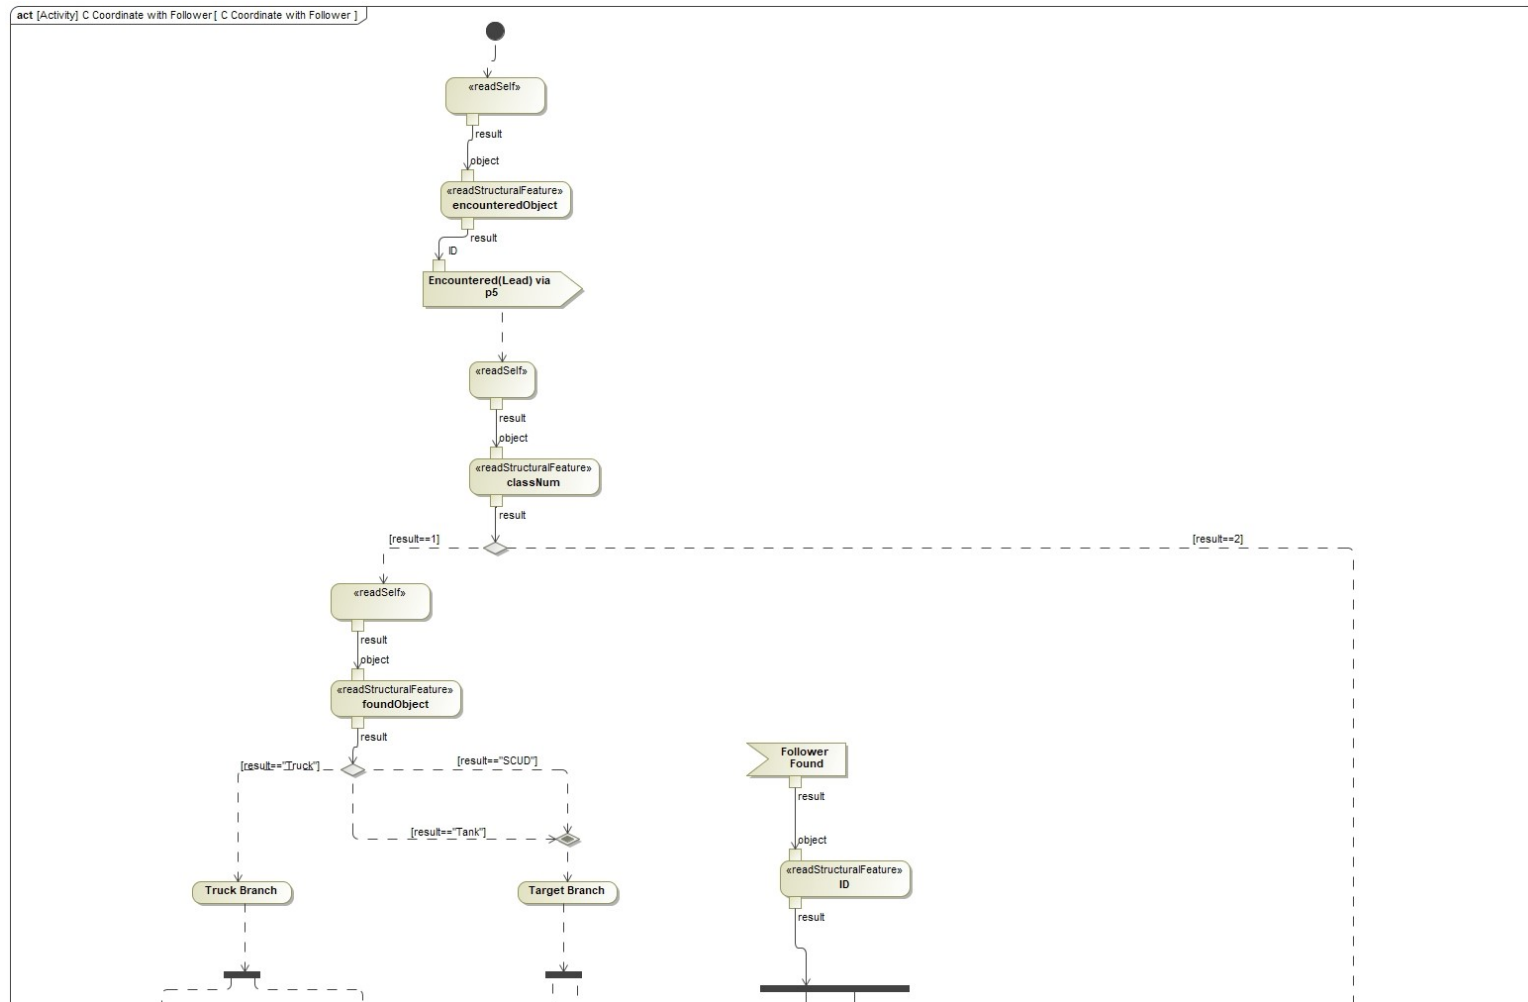 act [Activity] C Coordinate with Follower[ C Coordinate with Follower ]
«readSelf»
result
object
«readStructuralFeature»
encounteredObject
result
ID
Encountered(Lead) via
p5
«readSelf»
result
object
«readStructuralFeature»
classNum
result
[result==1]
[result==2]
«readSelf»
result
object
«readStructuralFeature»
foundObject
result
[result=="Truck"]
[result=="SCUD"]
[result=="Tank"]
Truck Branch
Target Branch
Follower
Found
result
object
«readStructuralFeature»
ID
result